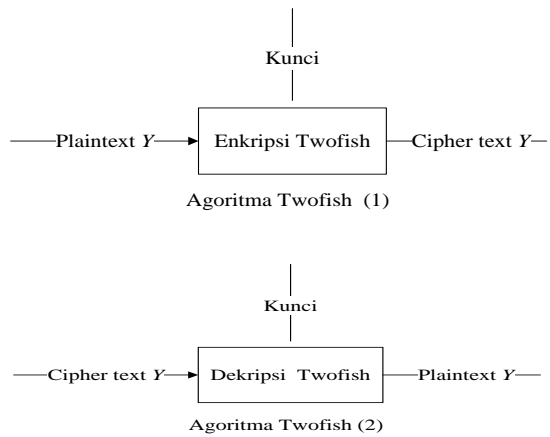 Kunci
Plaintext Y Enkripsi Twofish Cipher text Y
Agoritma Twofish (1)
Kunci
Cipher text Y Dekripsi Twofish Plaintext Y
Agoritma Twofish (2)